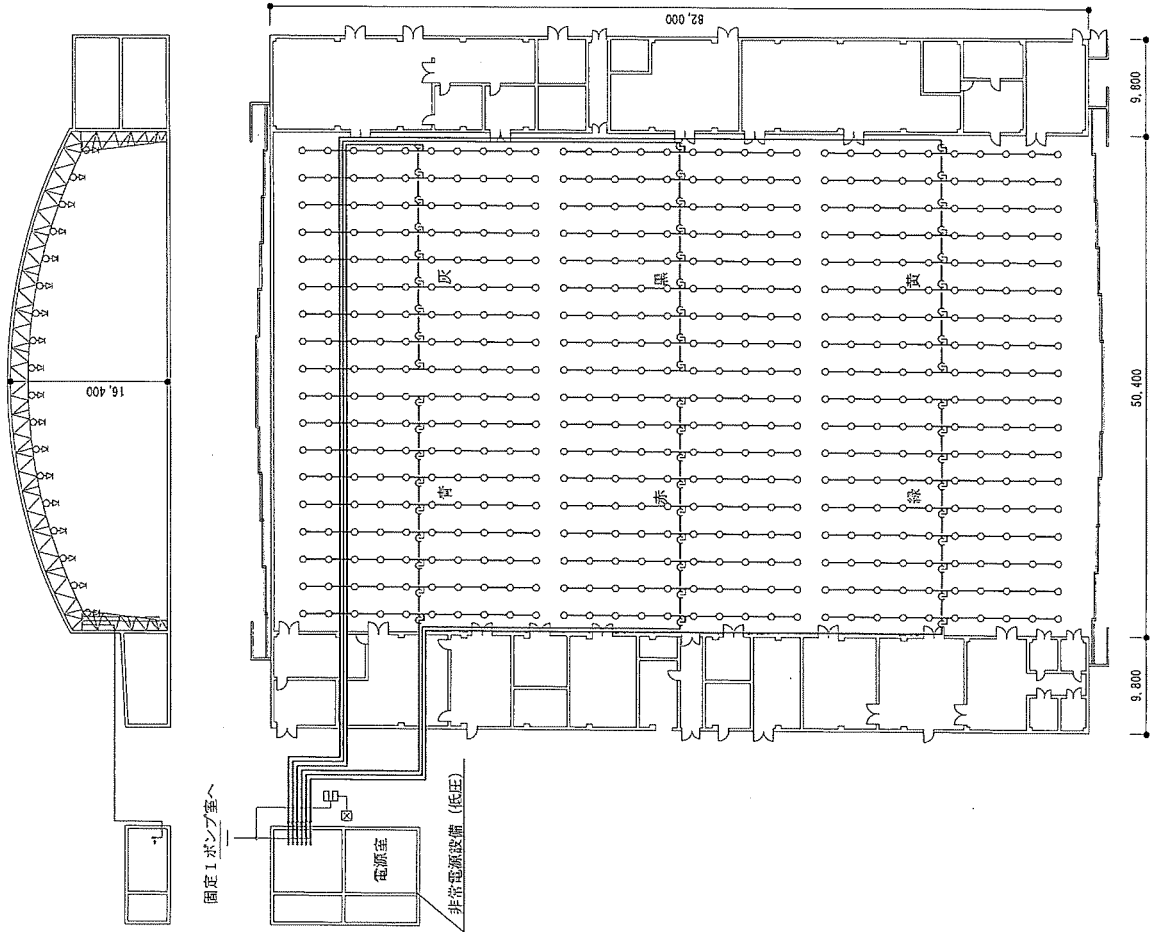 16,400
82,000
9,800
50,400
9,800
灰
黒
黄
青
赤
緑
固定1ポンプ室へ
電源室
非常電源設備 (低圧)